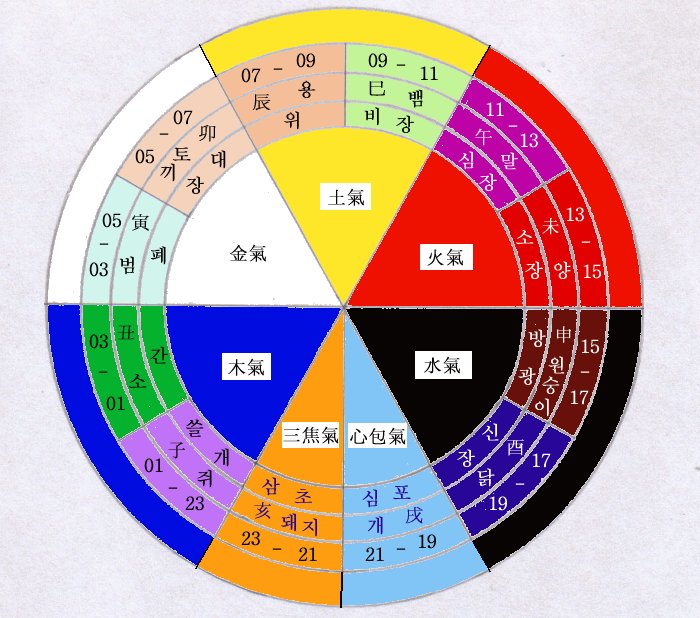 07 - 09
辰 용
위
09 - 11
巳 뱀
비 장
11 - 13
午 말
심 장
13 - 15
未 양
소 장
15 - 17
申 원숭이
방광
17 - 19
酉 닭
신장
19 - 21
戌 개
심포
21 - 23
亥 돼지
삼초
23 - 01
子 쥐
쓸개
01 - 03
丑 소
간
03 - 05
寅 범
폐
05 - 07
卯 토끼
대장
土氣
火氣
水氣
心包氣
三焦氣
木氣
金氣